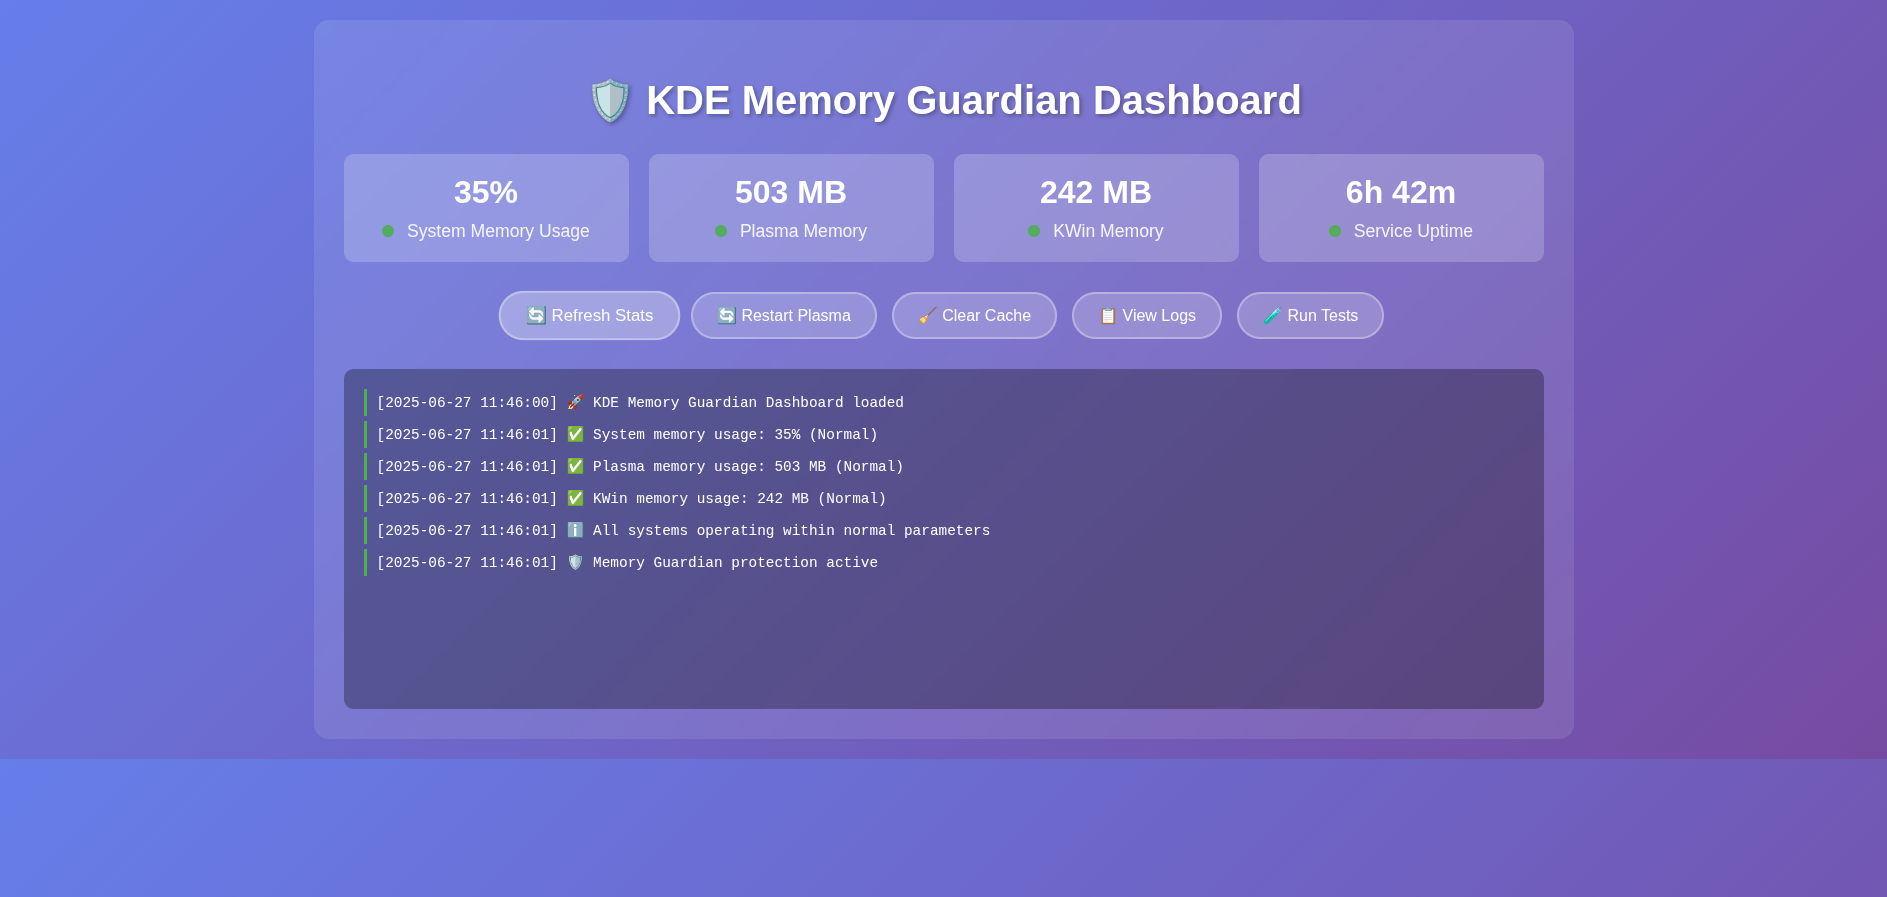 🛡️ KDE Memory Guardian Dashboard
35%
System Memory Usage
503 MB
Plasma Memory
242 MB
KWin Memory
6h 42m
Service Uptime
🔄 Refresh Stats
🔄 Restart Plasma
🧹 Clear Cache
📋 View Logs
🧪 Run Tests
[2025-06-27 11:46:00] 🚀 KDE Memory Guardian Dashboard loaded
[2025-06-27 11:46:01] ✅ System memory usage: 35% (Normal)
[2025-06-27 11:46:01] ✅ Plasma memory usage: 503 MB (Normal)
[2025-06-27 11:46:01] ✅ KWin memory usage: 242 MB (Normal)
[2025-06-27 11:46:01] ℹ️ All systems operating within normal parameters
[2025-06-27 11:46:01] 🛡️ Memory Guardian protection active